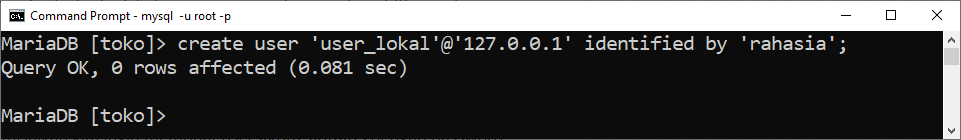 Command Prompt - mysql -u root -p
MariaDB [toko]> create user 'user_lokal'@'127.0.0.1' identified by 'rahasia';
Query OK, 0 rows affected (0.081 sec)
MariaDB [toko]>